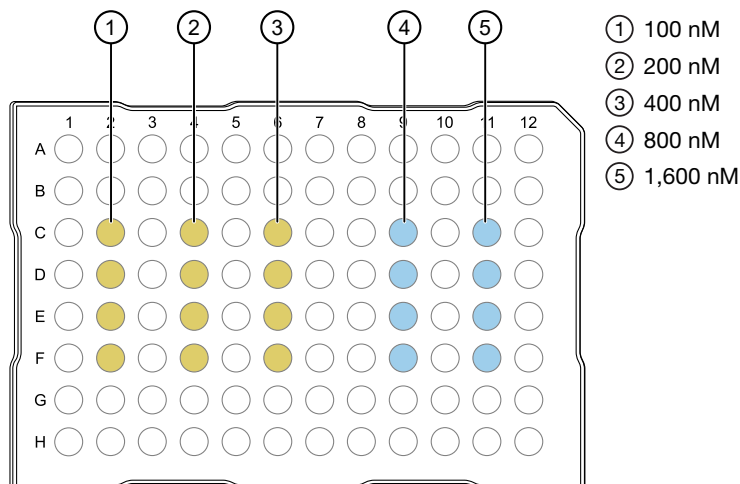 1 2 3 4 5
① 100 nM
② 200 nM
③ 400 nM
④ 800 nM
⑤ 1,600 nM
1 2 3 4 5 6 7 8 9 10 11 12
A
B
C
D
E
F
G
H